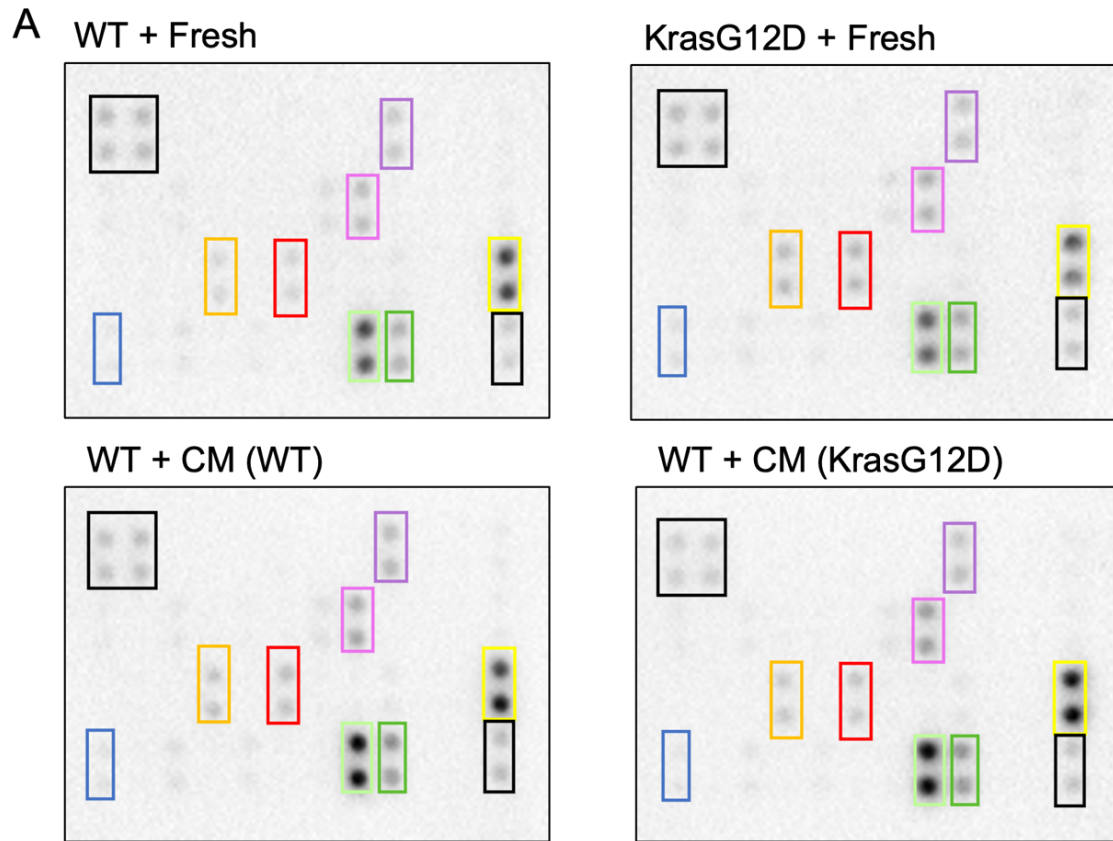 A
WT + Fresh
KrasG12D + Fresh
WT + CM (WT)
WT + CM (KrasG12D)